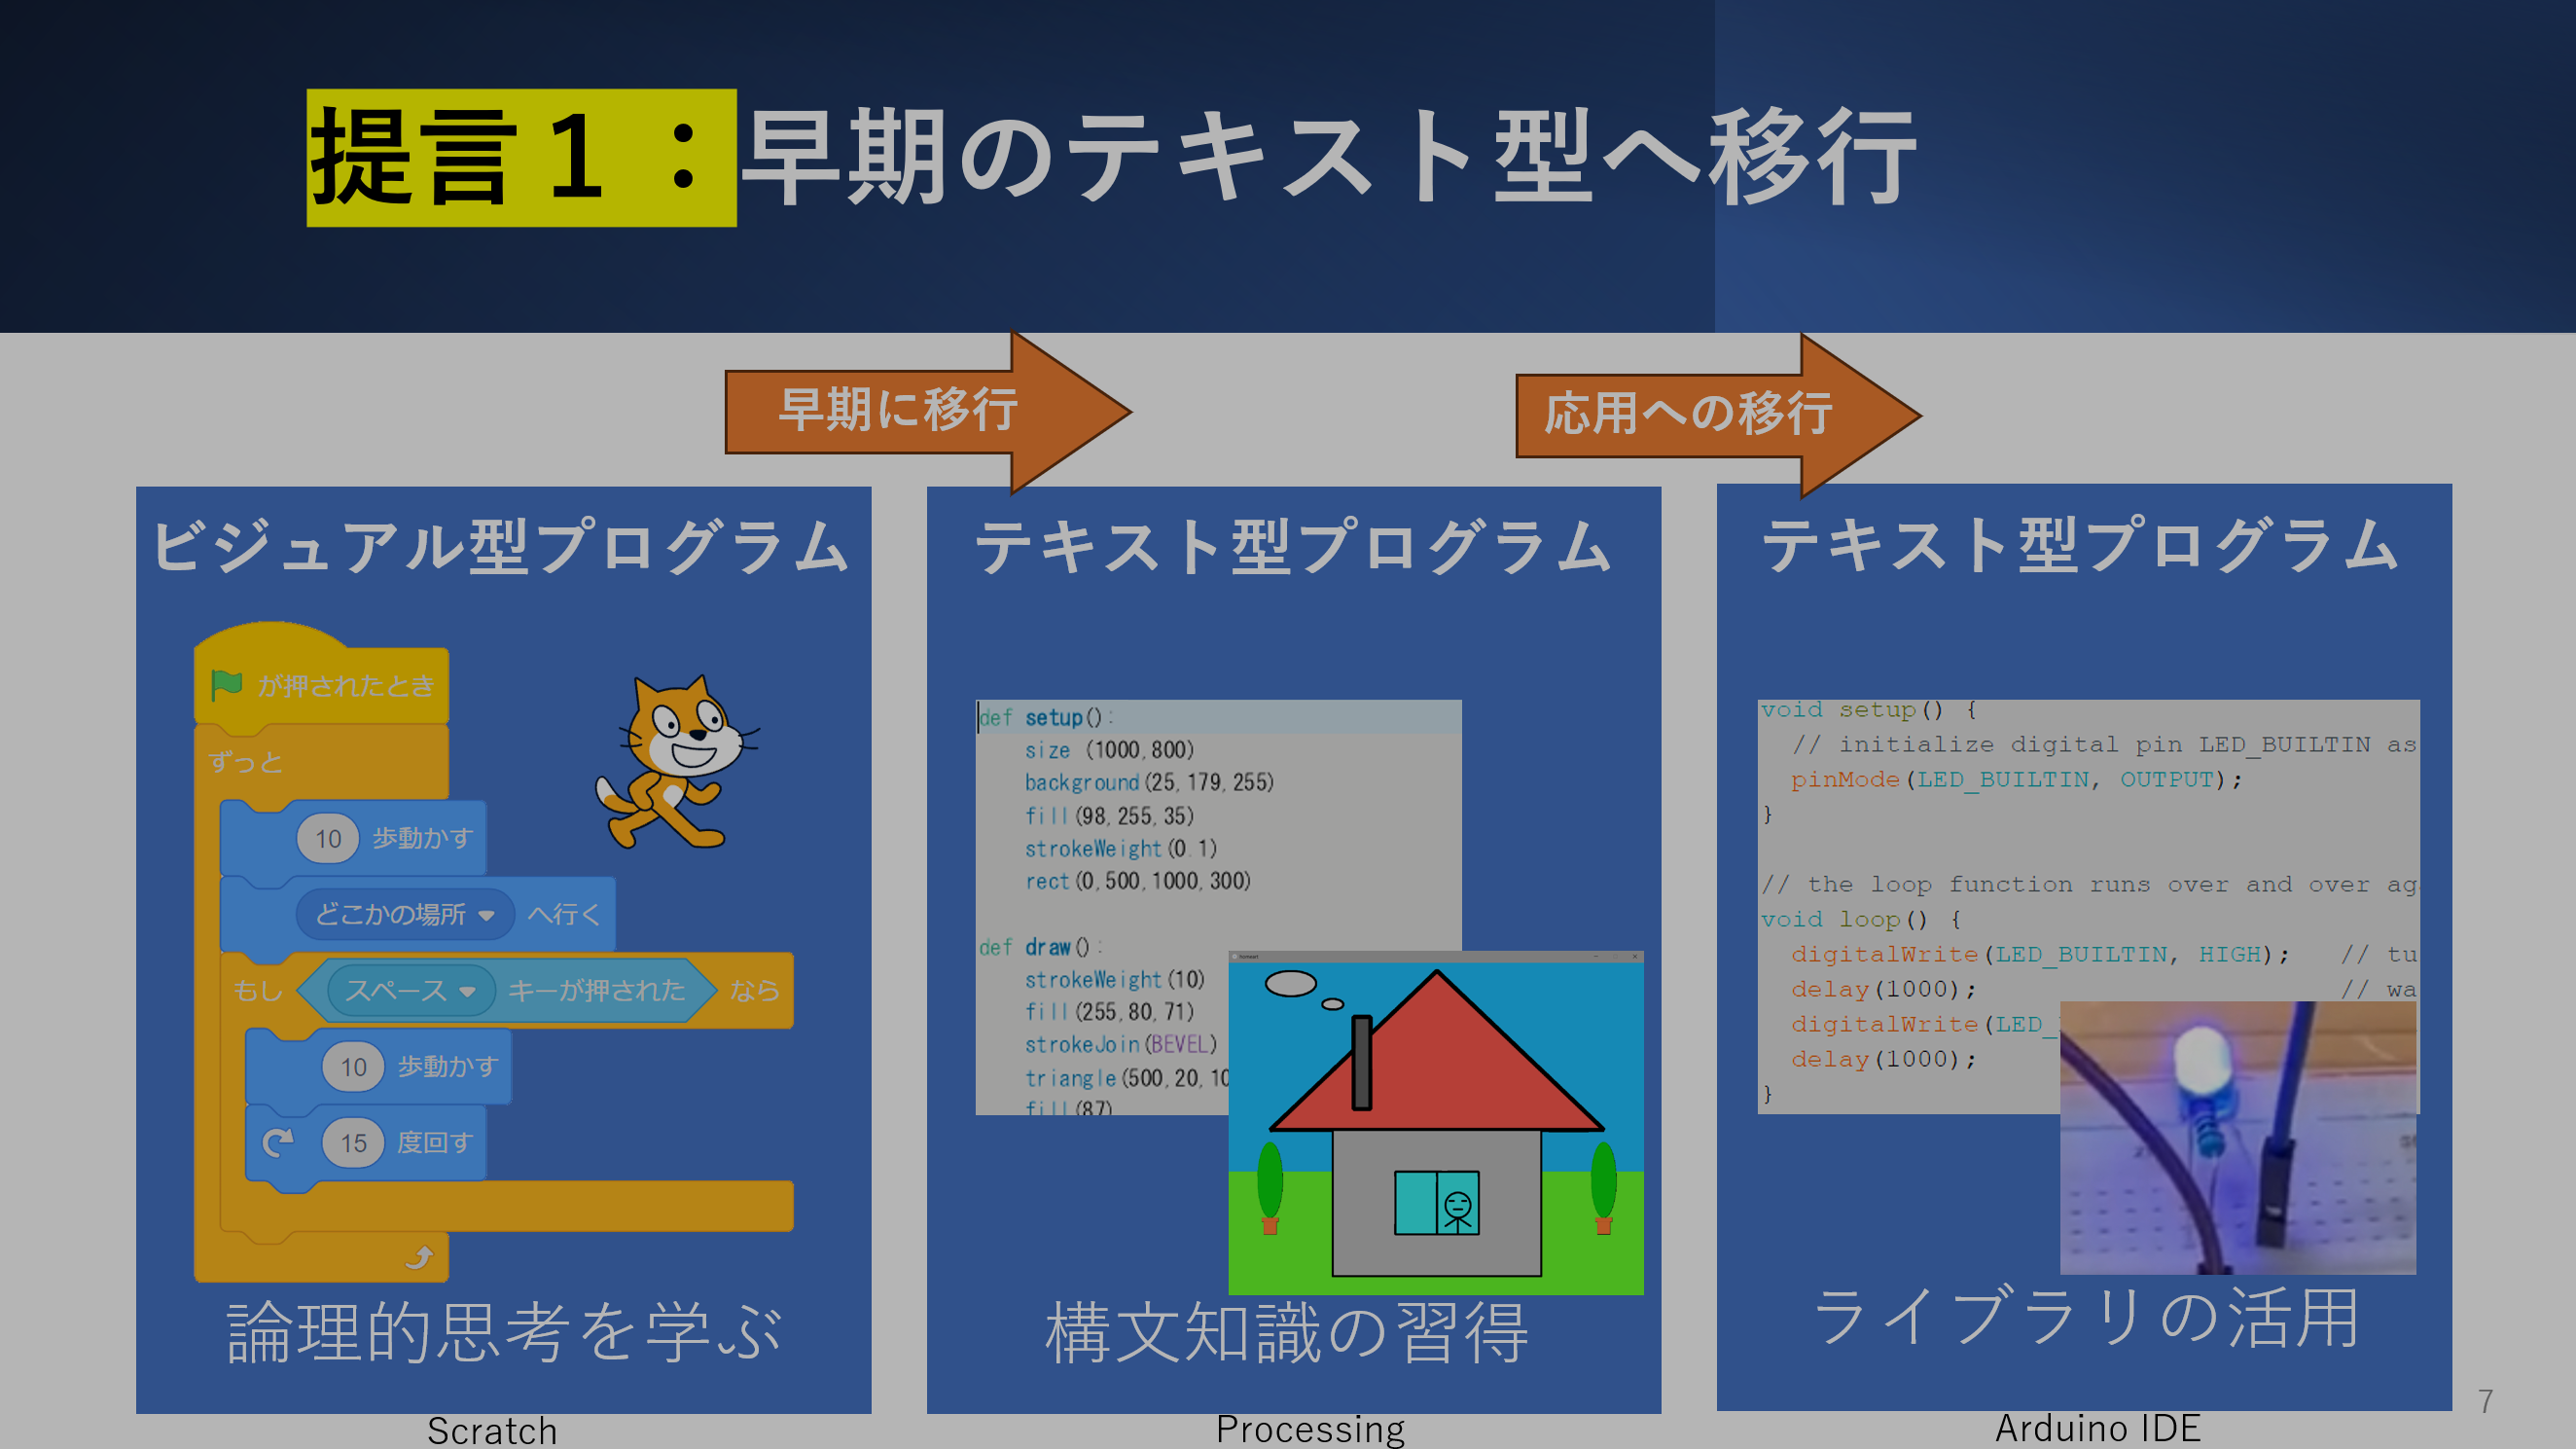 提言１：早期のテキスト型へ移行
早期に移行
応用への移行
ビジュアル型プログラム
が押されたとき
ずっと
10 歩動かす
どこかの場所 へ行く
もし スペース キーが押された なら
10 歩動かす
15 度回す
論理的思考を学ぶ
Scratch
テキスト型プログラム
def setup():
size (1000,800)
background(25,179,255)
fill(98,255,35)
strokeWeight(0.1)
rect(0,500,1000,300)
def draw():
strokeWeight(10)
fill(255,80,71)
strokeJoin(BEVEL)
triangle(500,20,10
fill(87)
構文知識の習得
Processing
テキスト型プログラム
void setup() {
// initialize digital pin LED_BUILTIN as
pinMode(LED_BUILTIN, OUTPUT);
}
// the loop function runs over and over ag
void loop() {
digitalWrite(LED_BUILTIN, HIGH); // tu
delay(1000); // wa
digitalWrite(LED_
delay(1000);
}
ライブラリの活用
Arduino IDE
7